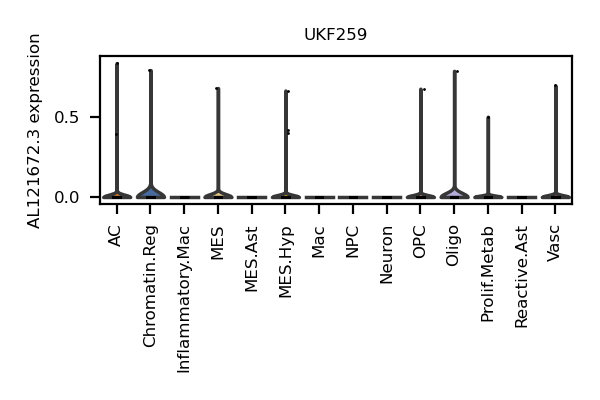 UKF259
AL121672.3 expression
0.5
0.0
AC
Chromatin.Reg
Inflammatory.Mac
MES
MES.Ast
MES.Hyp
Mac
NPC
Neuron
OPC
Oligo
Prolif.Metab
Reactive.Ast
Vasc